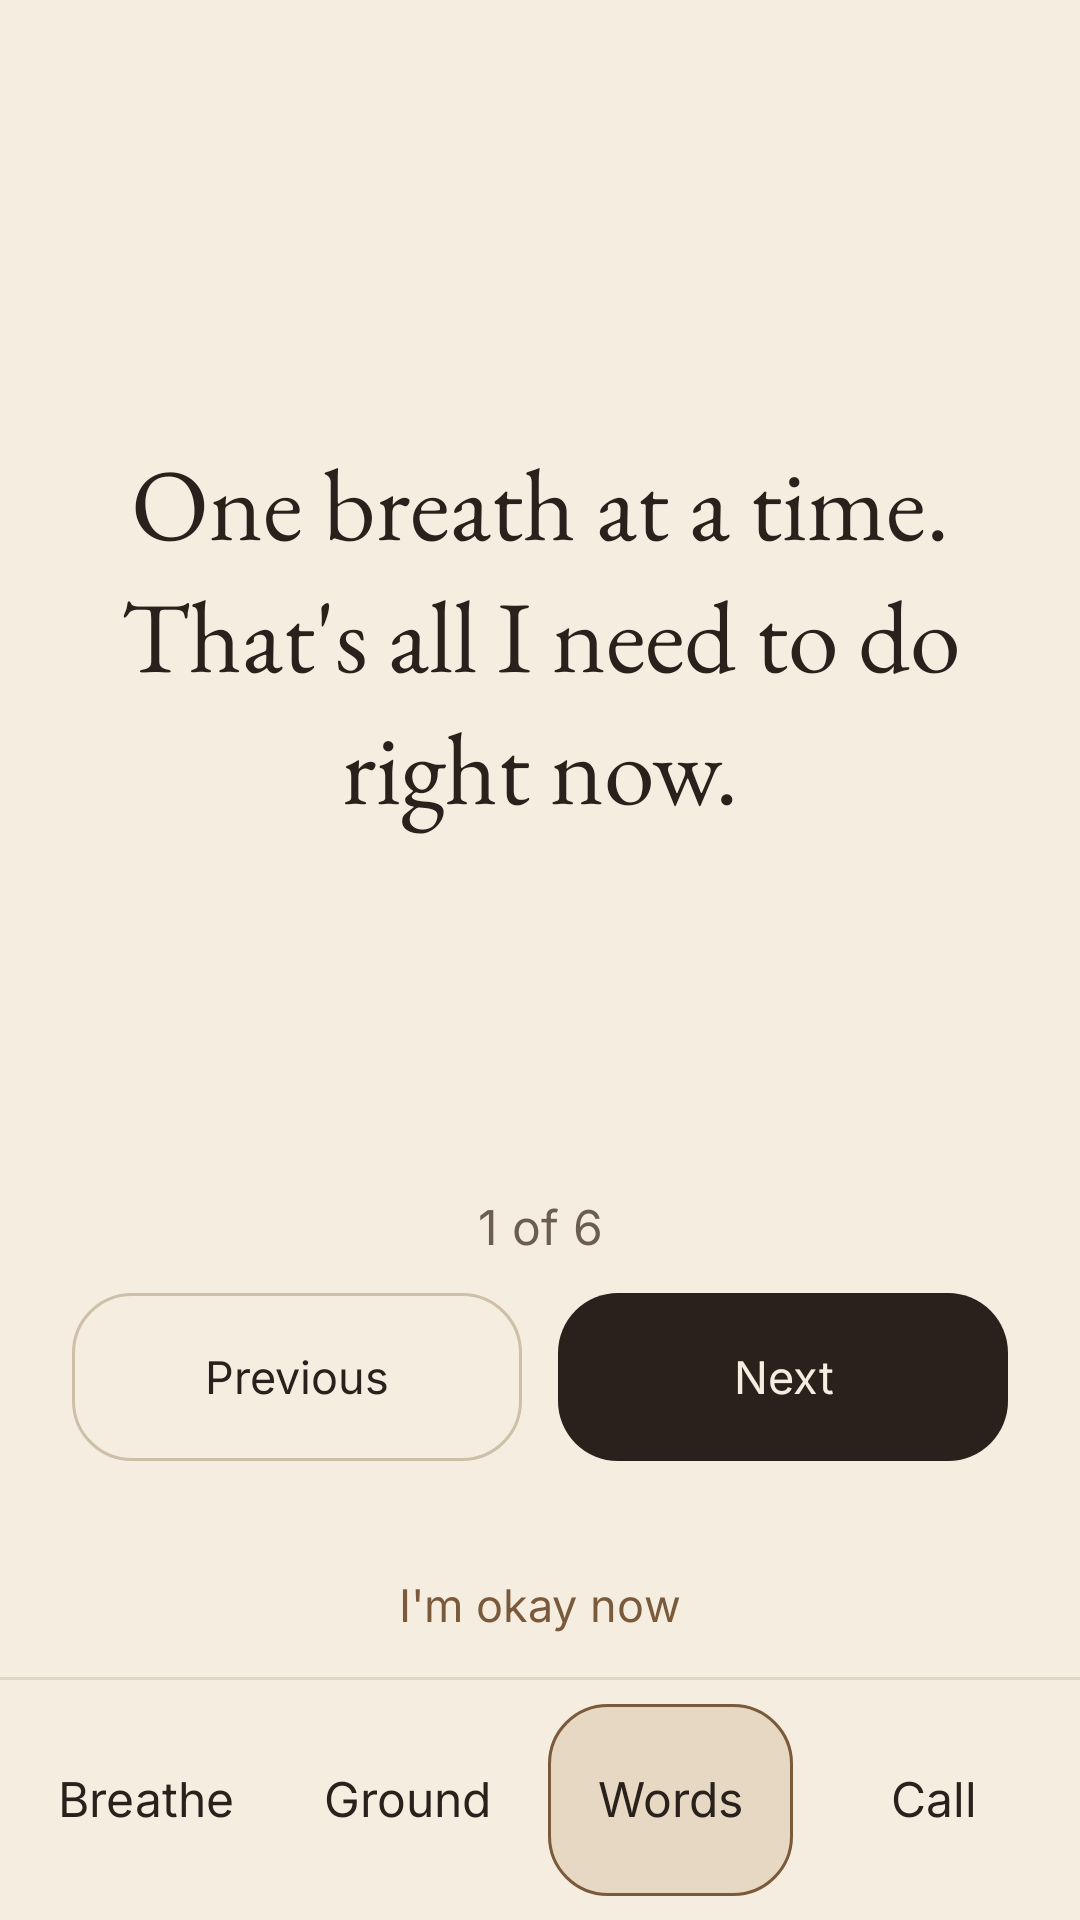 One breath at a time.
That's all I need to do
right now.
1 of 6
Previous
Next
I'm okay now
Breathe
Ground
Words
Call